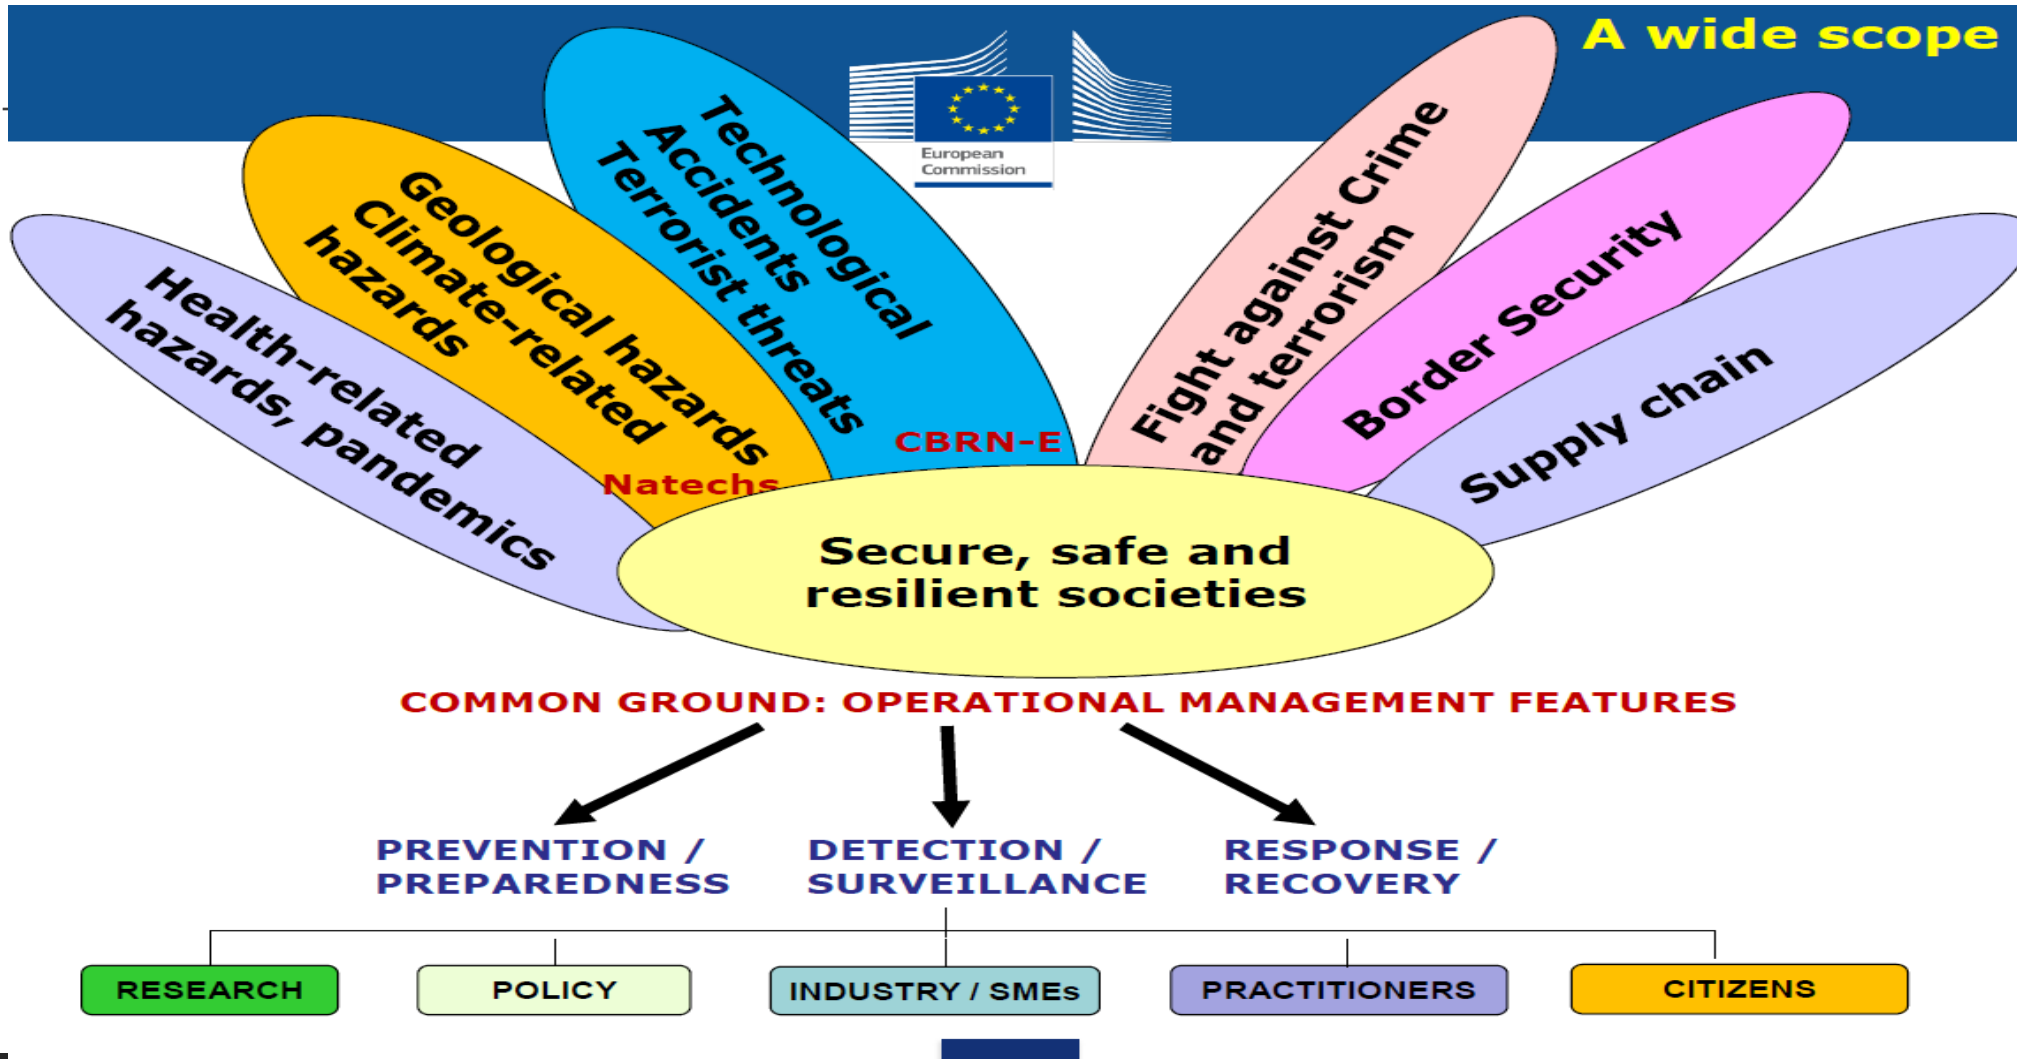 A wide scope
European
Commission
Health-related
hazards, pandemics
Geological hazards
Climate-related
hazards
Natechs
Technological
Accidents
Terrorist threats
CBRN-E
Fight against Crime
and terrorism
Border Security
Supply chain
Secure, safe and
resilient societies
COMMON GROUND: OPERATIONAL MANAGEMENT FEATURES
PREVENTION /
PREPAREDNESS
DETECTION /
SURVEILLANCE
RESPONSE /
RECOVERY
RESEARCH
POLICY
INDUSTRY / SMEs
PRACTITIONERS
CITIZENS